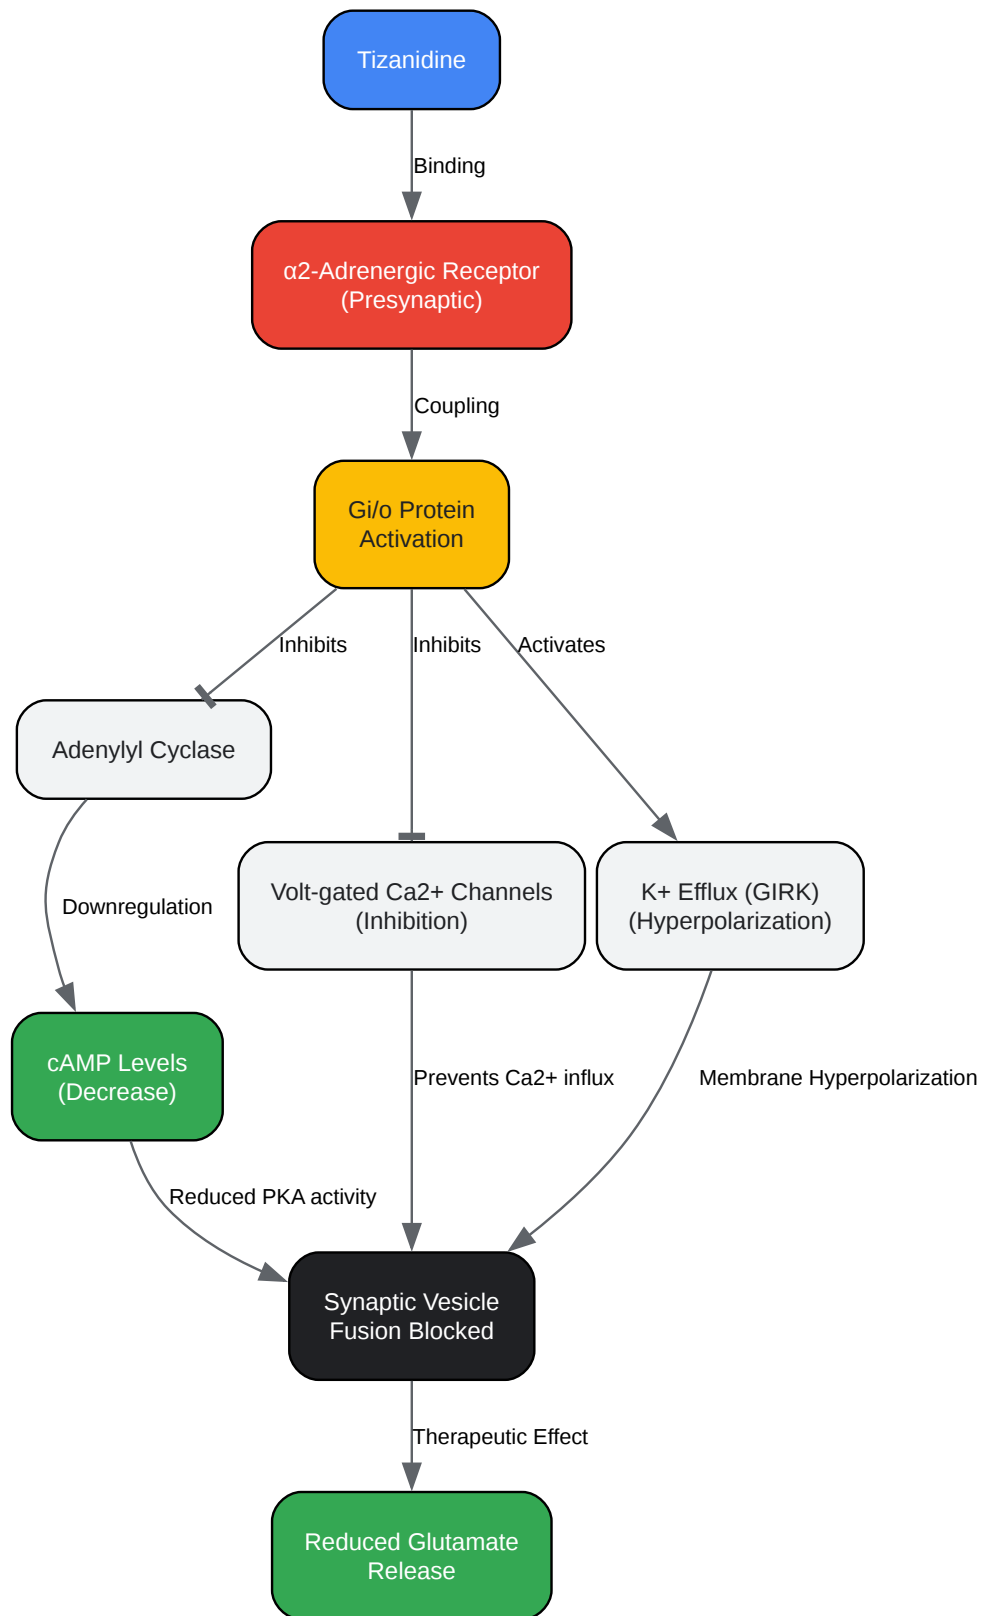 Tizanidine
Binding
α2-Adrenergic Receptor
(Presynaptic)
Coupling
Gi/o Protein
Activation
Inhibits
Inhibits
Activates
Adenylyl Cyclase
Volt-gated Ca2+ Channels
(Inhibition)
K+ Efflux (GIRK)
(Hyperpolarization)
Downregulation
cAMP Levels
(Decrease)
Prevents Ca2+ influx
Membrane Hyperpolarization
Reduced PKA activity
Synaptic Vesicle
Fusion Blocked
Therapeutic Effect
Reduced Glutamate
Release